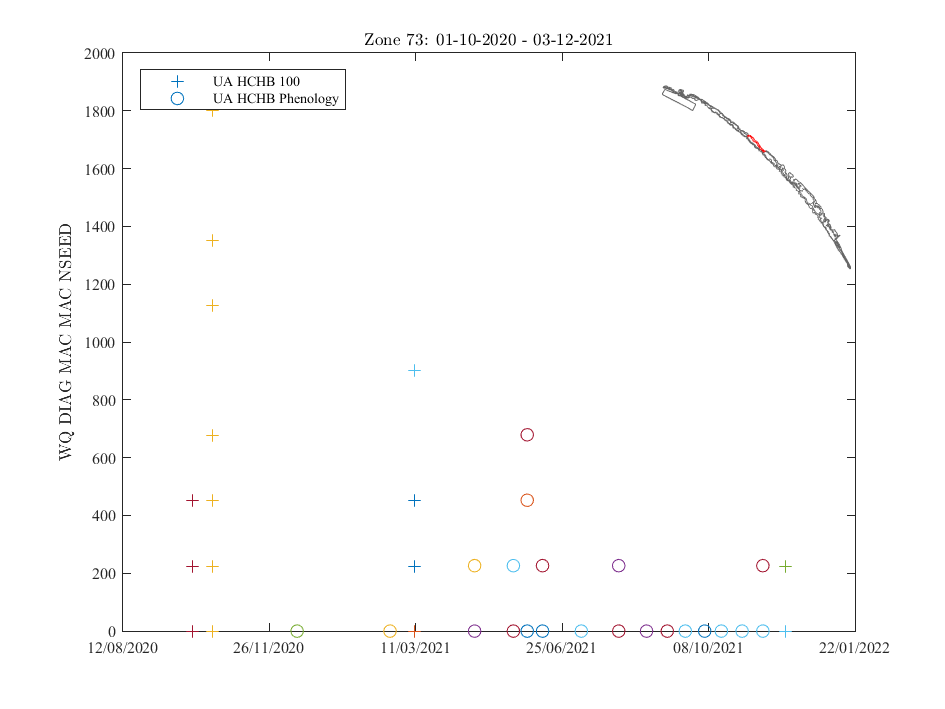 Zone 73: 01-10-2020 - 03-12-2021
UA HCHB 100
UA HCHB Phenology
WQ DIAG MAC MAC NSEED
2000
1800
1600
1400
1200
1000
800
600
400
200
0
12/08/2020 26/11/2020 11/03/2021 25/06/2021 08/10/2021 22/01/2022